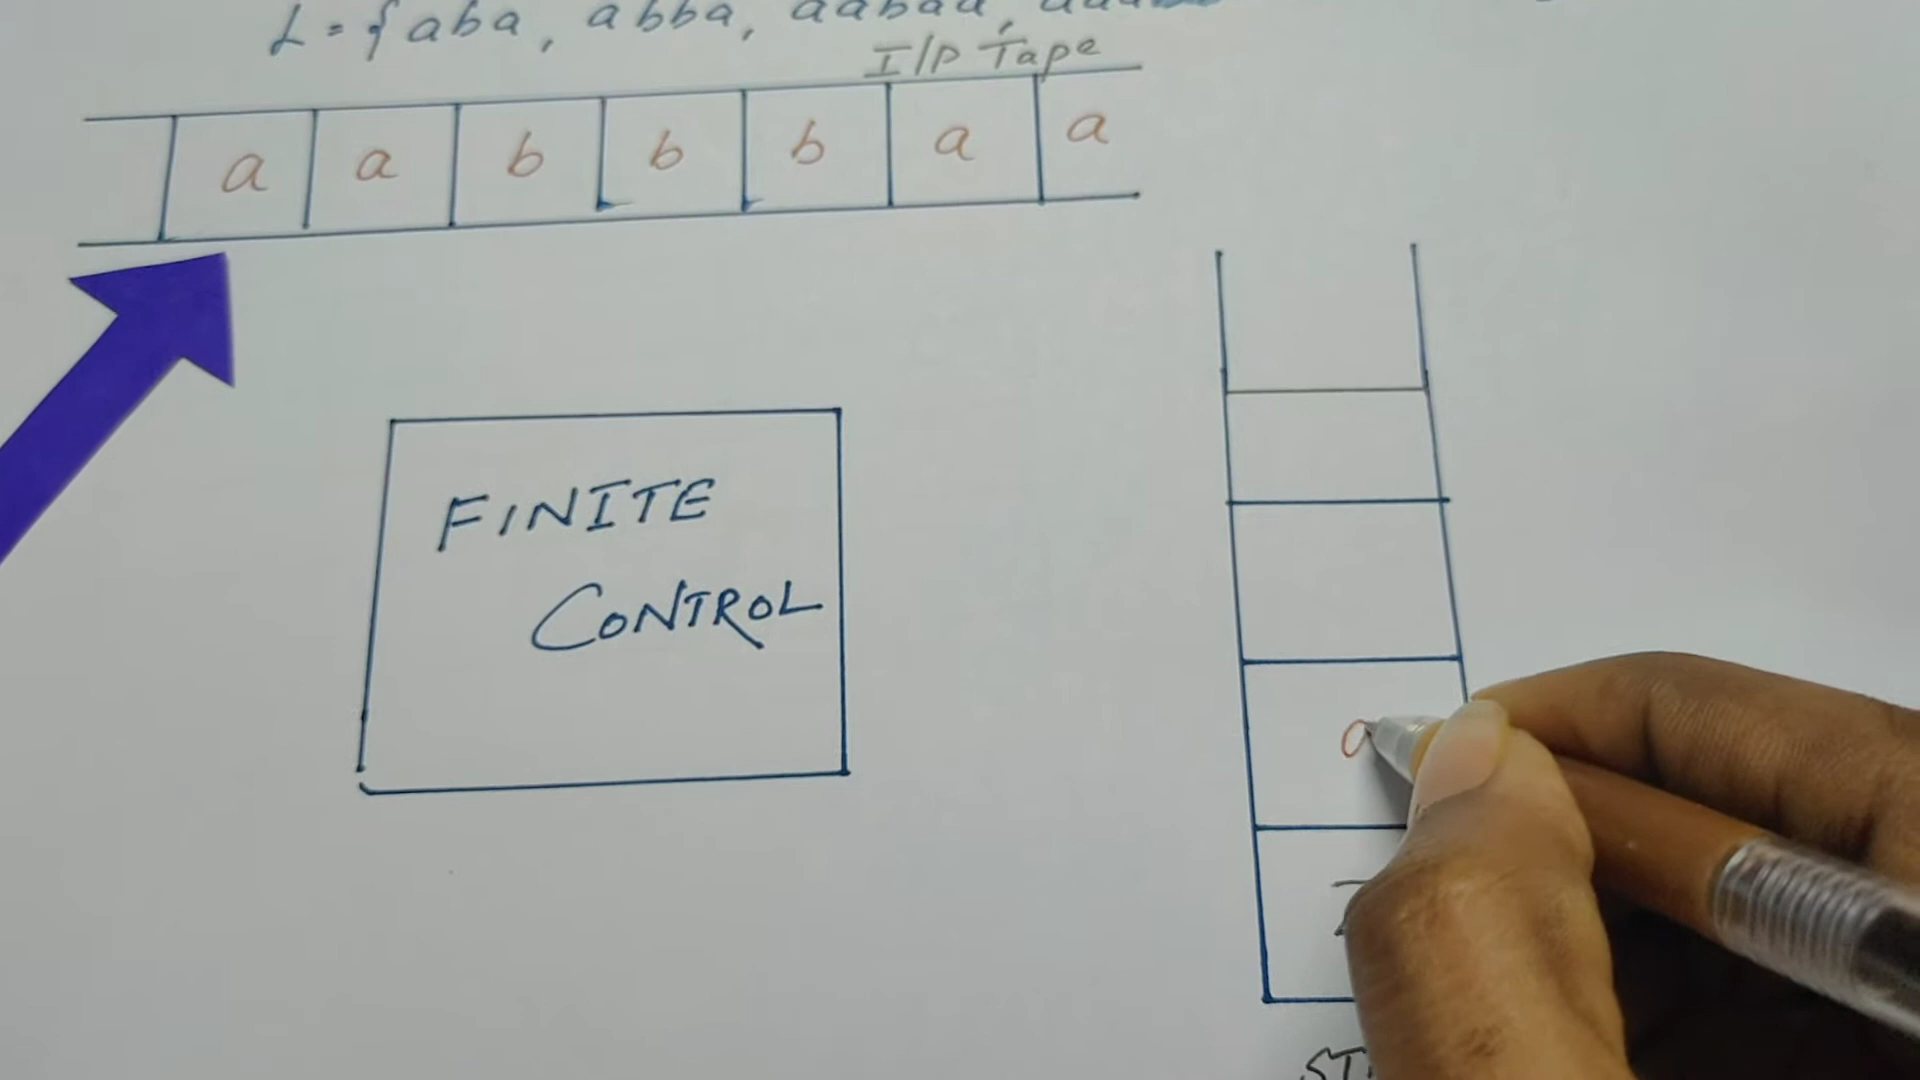 L = { aba, abba, aabaa,
I/P Tape
a a b b b a a
FINITE
CONTROL
a